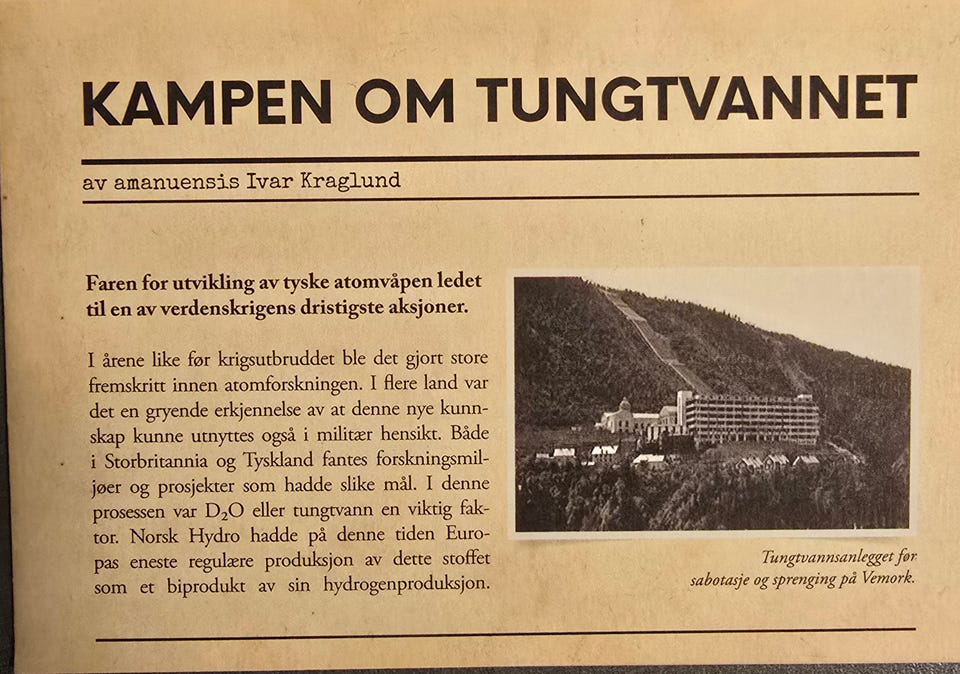 KAMPEN OM TUNGTVANNET
av amanuensis Ivar Kraglund
Faren for utvikling av tyske atomvåpen ledet
til en av verdenskrigens dristigste aksjoner.
I årene like før krigsutbruddet ble det gjort store
fremskritt innen atomforskningen. I flere land var
det en gryende erkjennelse av at denne nye kunn-
skap kunne utnyttes også i militær hensikt. Både
i Storbritannia og Tyskland fantes forskningsmil-
jøer og prosjekter som hadde slike mål. I denne
prosessen var D₂O eller tungtvann en viktig fak-
tor. Norsk Hydro hadde på denne tiden Euro-
pas eneste regulære produksjon av dette stoffet
som et biprodukt av sin hydrogenproduksjon.
Tungtvannsanlegget før
sabotasje og sprenging på Vemork.